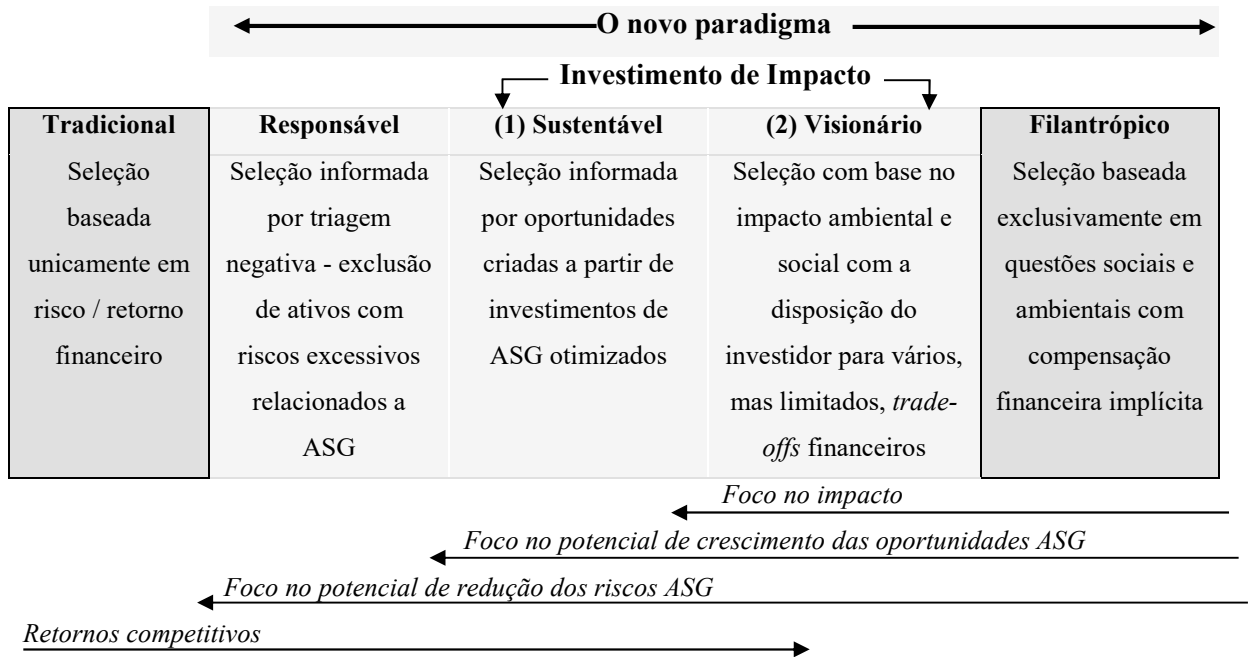 O novo paradigma
Investimento de Impacto
Tradicional
Seleção
baseada
unicamente em
risco / retorno
financeiro
Responsável
Seleção informada
por triagem
negativa - exclusão
de ativos com
riscos excessivos
relacionados a
ASG
(1) Sustentável
Seleção informada
por oportunidades
criadas a partir de
investimentos de
ASG otimizados
(2) Visionário
Seleção com base no
impacto ambiental e
social com a
disposição do
investidor para vários,
mas limitados, trade-
offs financeiros
Filantrópico
Seleção baseada
exclusivamente em
questões sociais e
ambientais com
compensação
financeira implícita
Foco no impacto
Foco no potencial de crescimento das oportunidades ASG
Foco no potencial de redução dos riscos ASG
Retornos competitivos